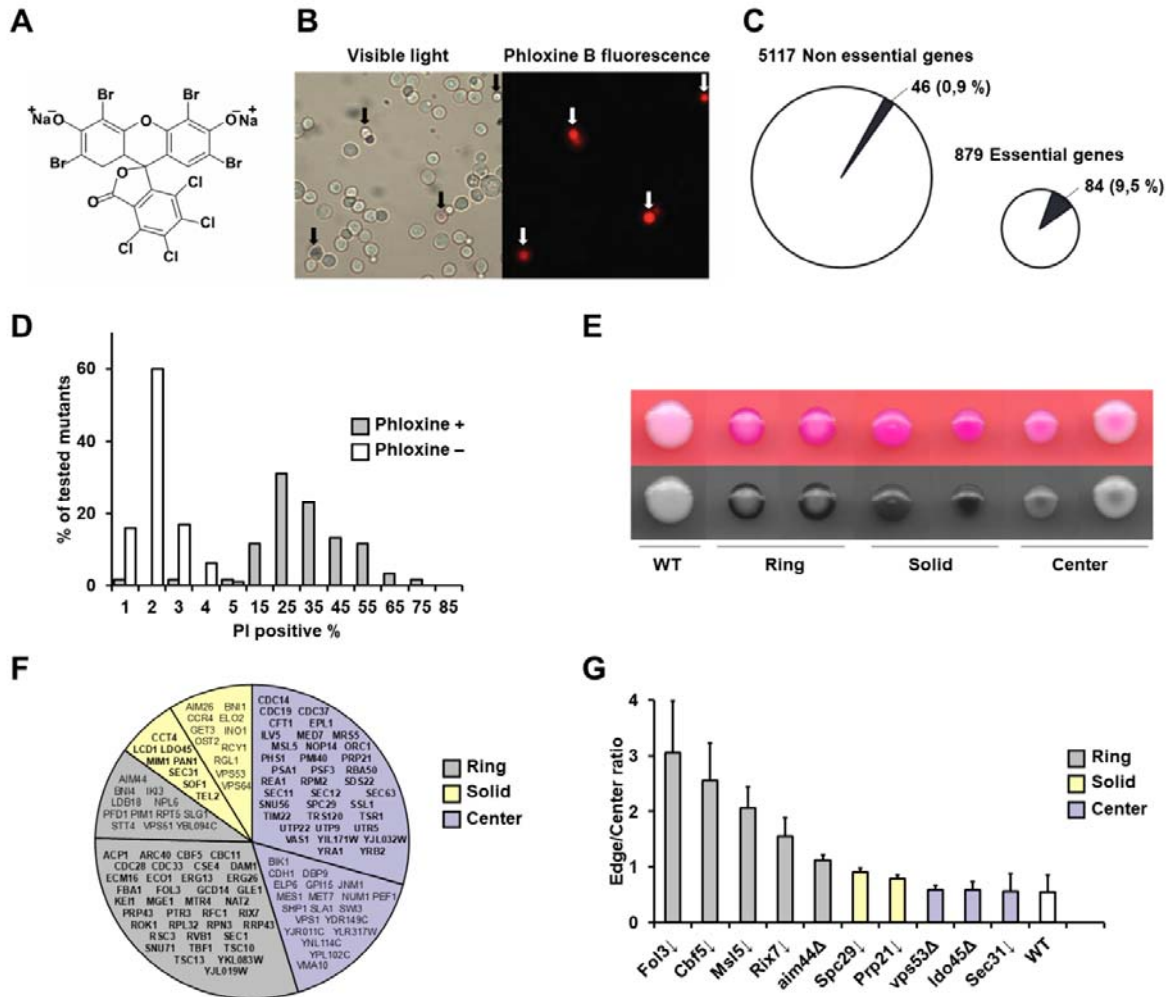 A
Br
Br
+
Na
−
O
O
O
−
Na
+
Br
Br
O
O
Cl
Cl
Cl
Cl
B
Visible light
Phloxine B fluorescence
C
5117 Non essential genes
46 (0,9 %)
879 Essential genes
84 (9,5 %)
D
60
40
20
0
% of tested mutants
Phloxine +
Phloxine –
1 2 3 4 5 15 25 35 45 55 65 75 85
PI positive %
E
WT
Ring
Solid
Center
F
AIM26 BNI1
CCR4 ELO2
GET3 INO1
OST2
RCY1
RGL1
VPS53
VPS64
CCT4
LCD1 LDO45
MIM1 PAN1
SEC31
SOF1
TEL2
AIM44
BNI4 IKI3
LDB18 NPL6
PFD1 PIM1 RPT5 SLG1
STT4 VPS51 YBL094C
ACP1 ARC40 CBF5 CBC11
CDC28 CDC33 CSE4 DAM1
ECM16 ECO1 ERG13 ERG26
FBA1 FOL3 GCD14 GLE1
KEI1 MGE1 MTR4 NAT2
PRP43 PTR3 RFC1 RIX7
ROK1 RPL32 RPN3 RRP43
RSC3 RVB1 SEC1
SNU71 TBF1 TSC10
TSC13 YKL083W
YJL019W
CDC14
CDC19 CDC37
CFT1 EPL1
ILV5 MED7 MRS5
MSL5 NOP14 ORC1
PHS1 PMI40 PRP21
PSA1 PSF3 RBA50
REA1 RPM2 SDS22
SEC11 SEC12 SEC63
SNU56 SPC29 SSL1
TIM22 TRS120 TSR1
UTP22 UTP9 UTR5
VAS1 YIL171W YJL032W
YRA1 YRB2
BIK1
CDH1 DBP9
ELP6 GPI15 JNM1
MES1 MET7 NUM1 PEF1
SHP1 SLA1 SWI3
VPS1 YDR149C
YJR011C YLR317W
YNL114C
YPL102C
VMA10
Ring
Solid
Center
G
4
3
2
1
0
Edge/Center ratio
Ring
Solid
Center
Fol3↓
Cbf5↓
Msl5↓
Rix7↓
aim44Δ
Spc29↓
Prp21↓
vps53Δ
ldo45Δ
Sec31↓
WT